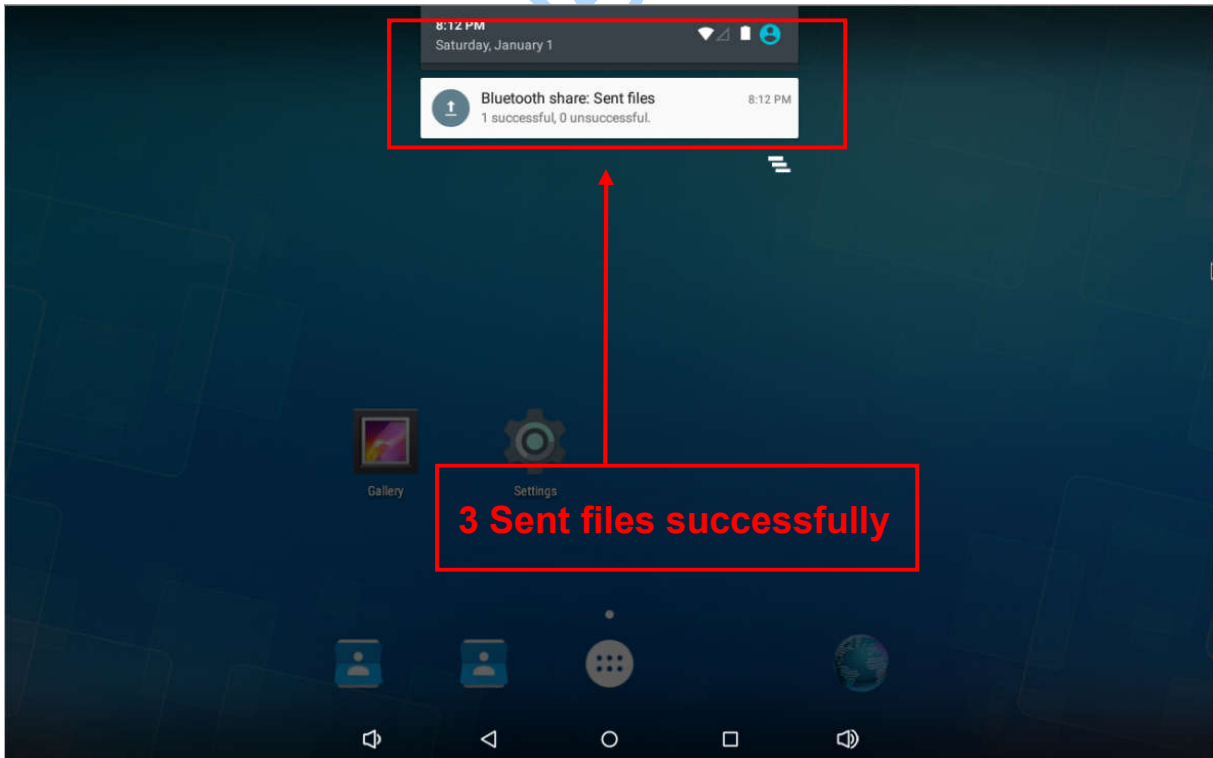 8:12 PM
Saturday, January 1
Bluetooth share: Sent files
8:12 PM
1 successful, 0 unsuccessful.
Gallery
Settings
3 Sent files successfully